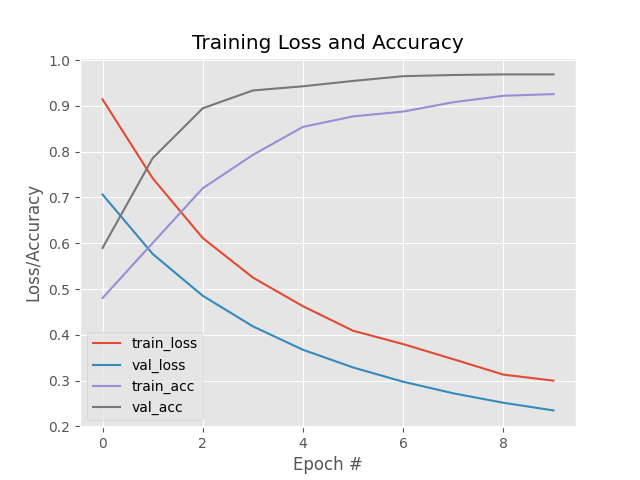 Training Loss and Accuracy
1.0
0.9
0.8
0.7
0.6
0.5
0.4
0.3
0.2
Loss/Accuracy
train_loss
val_loss
train_acc
val_acc
0 2 4 6 8
Epoch #